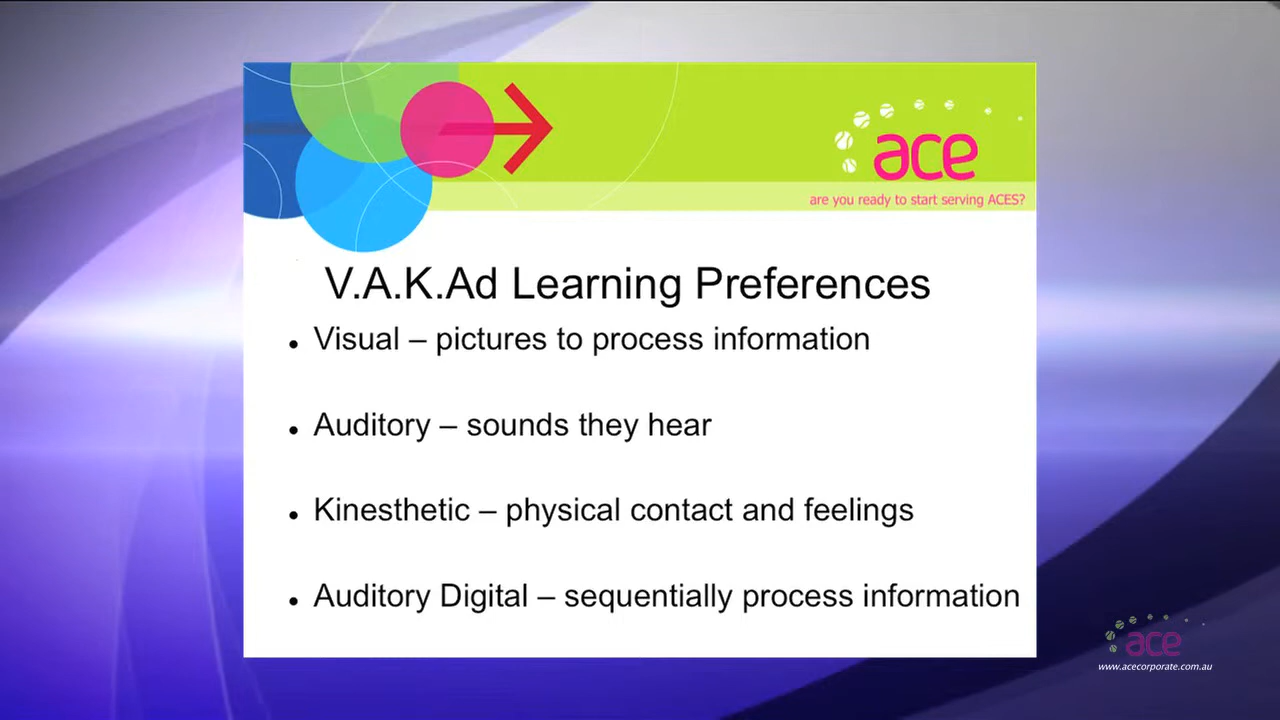 ace
are you ready to start serving ACES?
V.A.K.Ad Learning Preferences
• Visual – pictures to process information
• Auditory – sounds they hear
• Kinesthetic – physical contact and feelings
• Auditory Digital – sequentially process information
ace
www.acecorporate.com.au